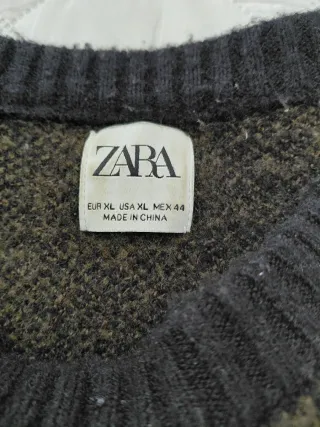 ZARA
EUR XL USA XL MEX 44
MADE IN CHINA